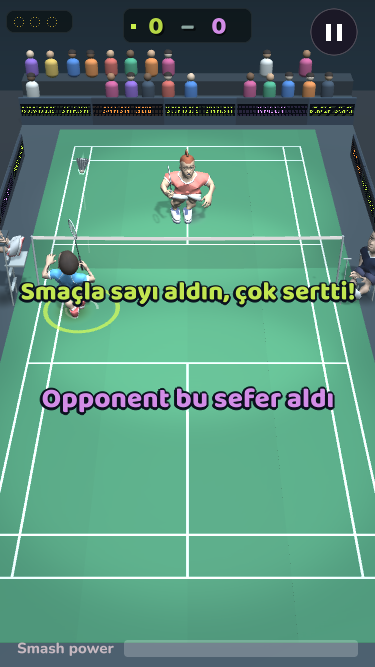 0 – 0
Smaçla sayı aldın, çok sertti!
Opponent bu sefer aldı
Smash power